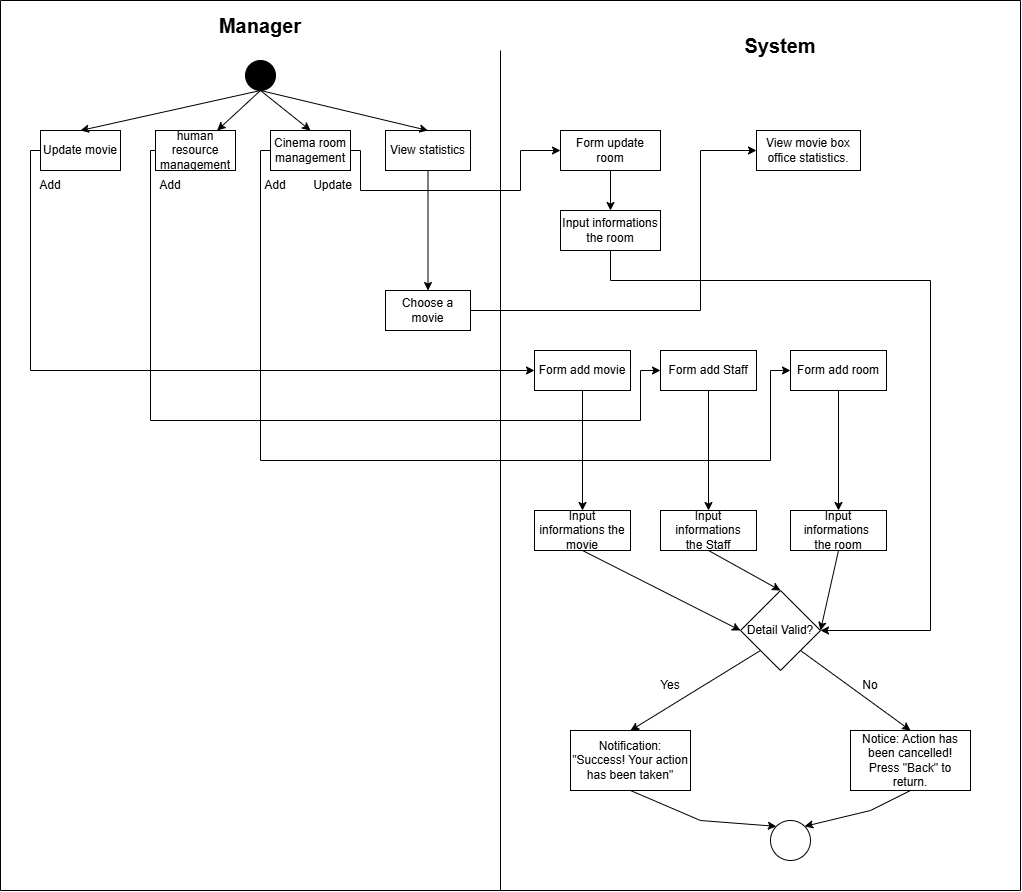 Manager
System
Update movie
human
resource
management
Cinema room
management
View statistics
Form update
room
View movie box
office statistics.
Add
Add
Add
Update
Input informations
the room
Choose a
movie
Form add movie
Form add Staff
Form add room
Input
informations the
movie
Input
informations
the Staff
Input
informations
the room
Detail Valid?
Yes
No
Notification:
"Success! Your action
has been taken"
Notice: Action has
been cancelled!
Press "Back" to
return.